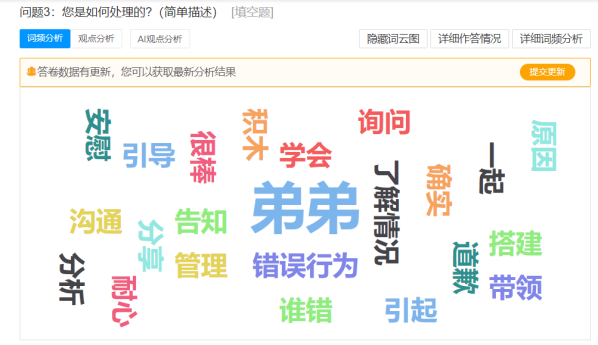 问题3：您是如何处理的?（简单描述） [填空题]
词频分析 观点分析 AI观点分析 隐藏词云图 详细作答情况 详细词频分析
答卷数据有更新，您可以获取最新分析结果 提交更新
安慰 引导 很棒 积木 学会 询问 原因
弟弟 了解情况 确实 一起
沟通 分享 告知 搭建
分析 耐心 管理 错误行为 道歉 带领
谁错 引起